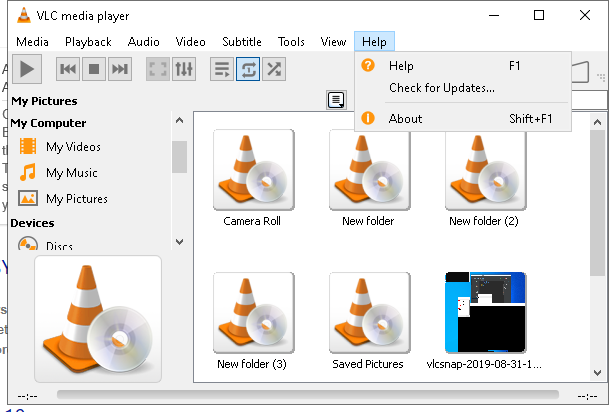 VLC media player
Media Playback Audio Video Subtitle Tools View Help
Help F1
Check for Updates...
About Shift+F1
My Pictures
My Computer
My Videos
My Music
My Pictures
Devices
Discs
Camera Roll
New folder
New folder (2)
New folder (3)
Saved Pictures
vlcsnap-2019-08-31-1...
--:-- --:--